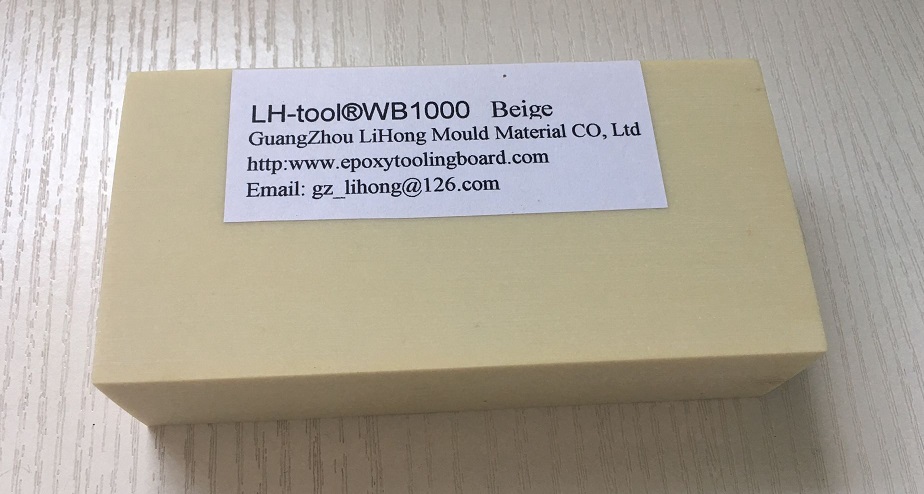 LH-tool®WB1000 Beige
GuangZhou LiHong Mould Material CO, Ltd
http:www.epoxytoolingboard.com
Email: gz_lihong@126.com